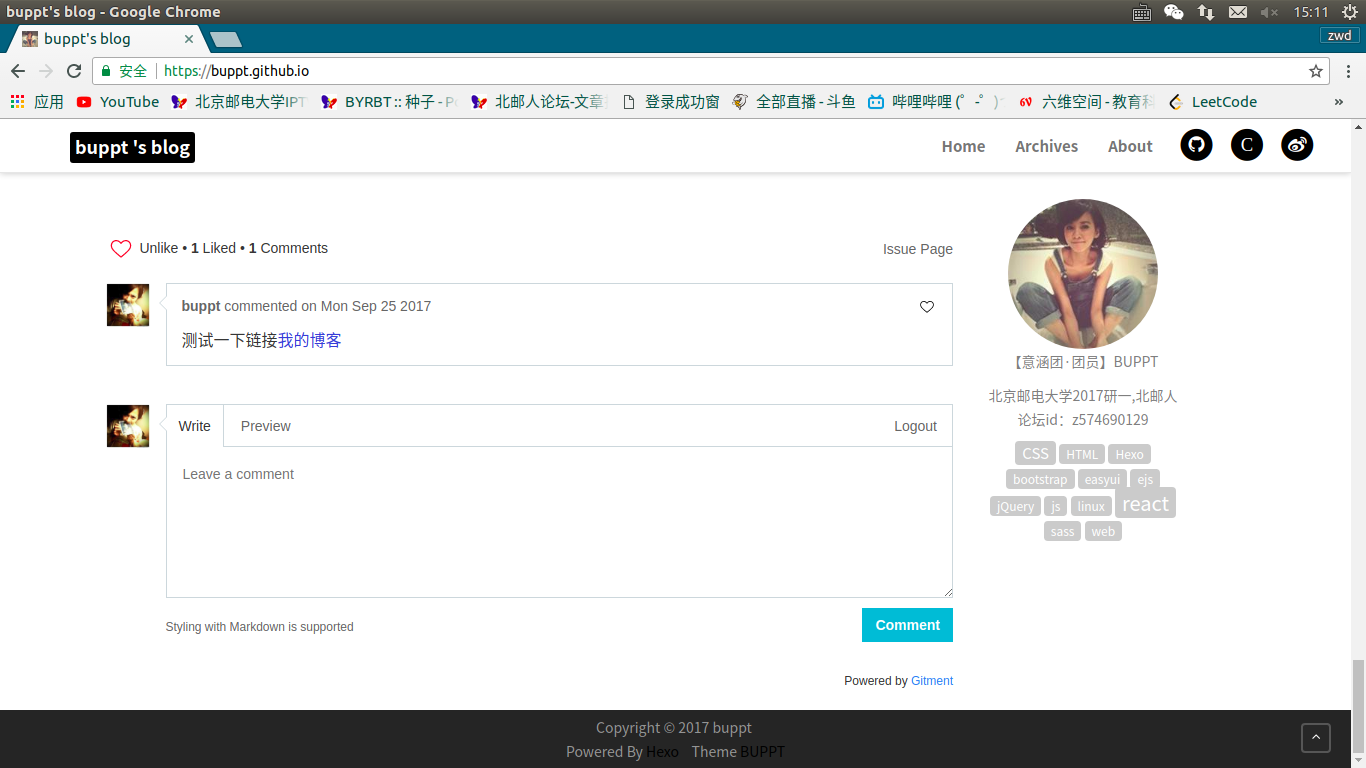 buppt's blog - Google Chrome
15:11
buppt's blog
zwd
安全 https://buppt.github.io
应用 YouTube 北京邮电大学IPT BYRBT :: 种子 - 北邮人论坛-文章 登录成功窗 全部直播 - 斗鱼 哔哩哔哩 (゜-゜) 六维空间 - 教育科 LeetCode »
buppt 's blog
Home Archives About C
Unlike • 1 Liked • 1 Comments
Issue Page
buppt commented on Mon Sep 25 2017
测试一下链接我的博客
Write Preview Logout
Leave a comment
Styling with Markdown is supported
Comment
Powered by Gitment
【意涵团·团员】BUPPT
北京邮电大学2017研一,北邮人
论坛id：z574690129
CSS HTML Hexo
bootstrap easyui ejs
jQuery js linux react
sass web
Copyright © 2017 buppt
Powered By Hexo Theme BUPPT